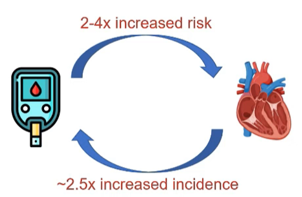 2-4x increased risk
~2.5x increased incidence